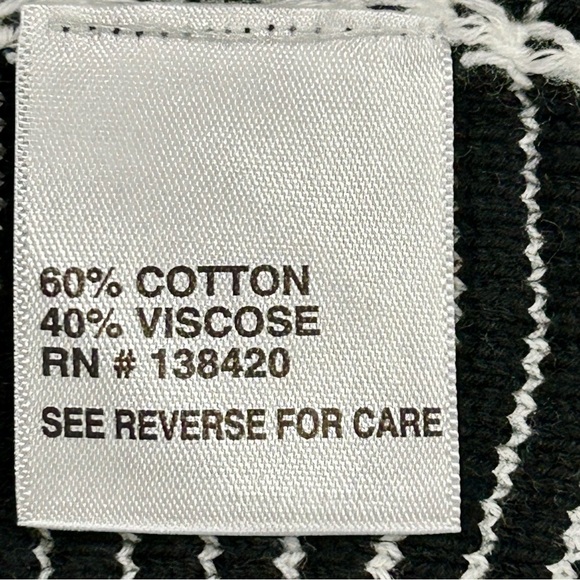 60% COTTON
40% VISCOSE
RN # 138420
SEE REVERSE FOR CARE